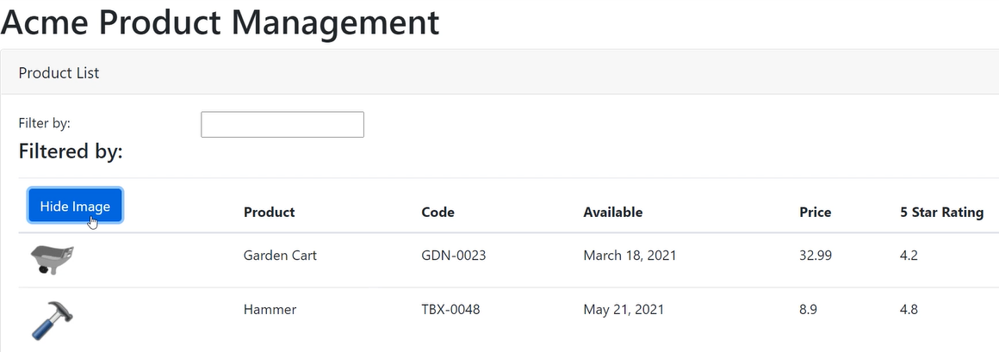 Acme Product Management
Product List
Filter by:
Filtered by:
Hide Image Product Code Available Price 5 Star Rating
Garden Cart GDN-0023 March 18, 2021 32.99 4.2
Hammer TBX-0048 May 21, 2021 8.9 4.8